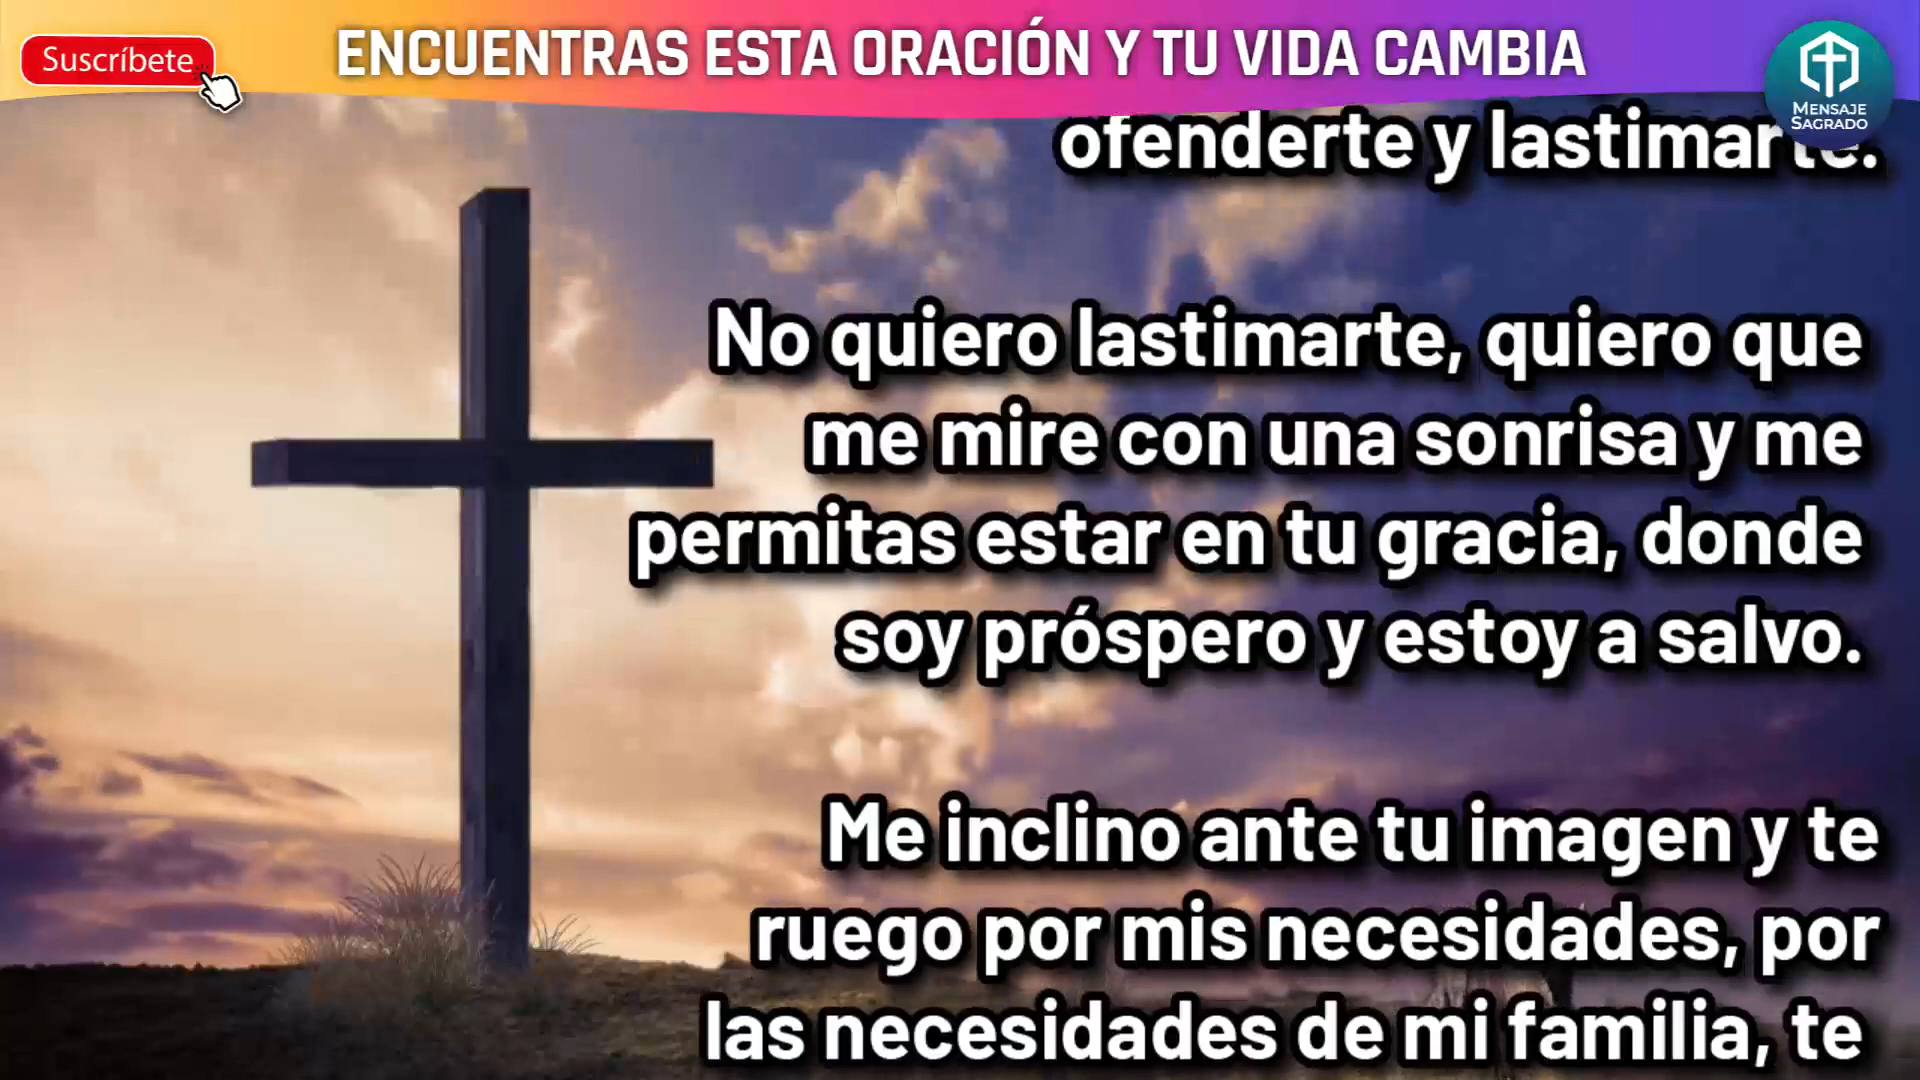 Suscríbete
ENCUENTRAS ESTA ORACIÓN Y TU VIDA CAMBIA
MENSAJE
SAGRADO
ofenderte y lastimarte.
No quiero lastimarte, quiero que
me mire con una sonrisa y me
permitas estar en tu gracia, donde
soy próspero y estoy a salvo.
Me inclino ante tu imagen y te
ruego por mis necesidades, por
las necesidades de mi familia, te